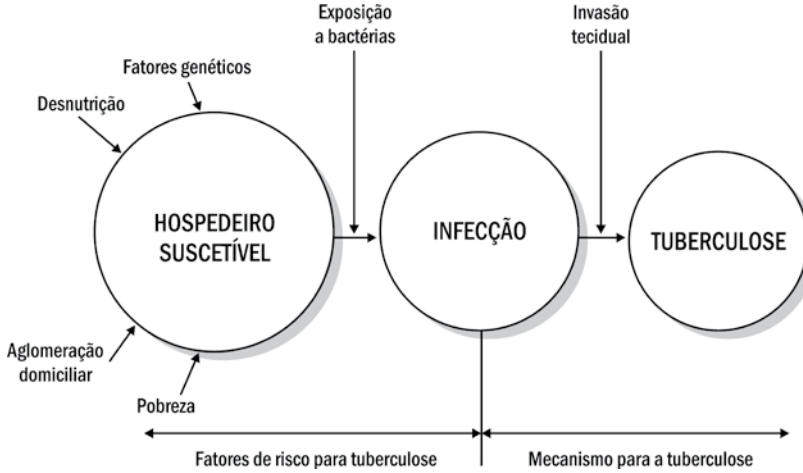 Exposição
a bactérias
Invasão
tecidual
Fatores genéticos
Desnutrição
HOSPEDEIRO
SUSCETÍVEL
INFECÇÃO
TUBERCULOSE
Aglomeração
domiciliar
Pobreza
Fatores de risco para tuberculose
Mecanismo para a tuberculose